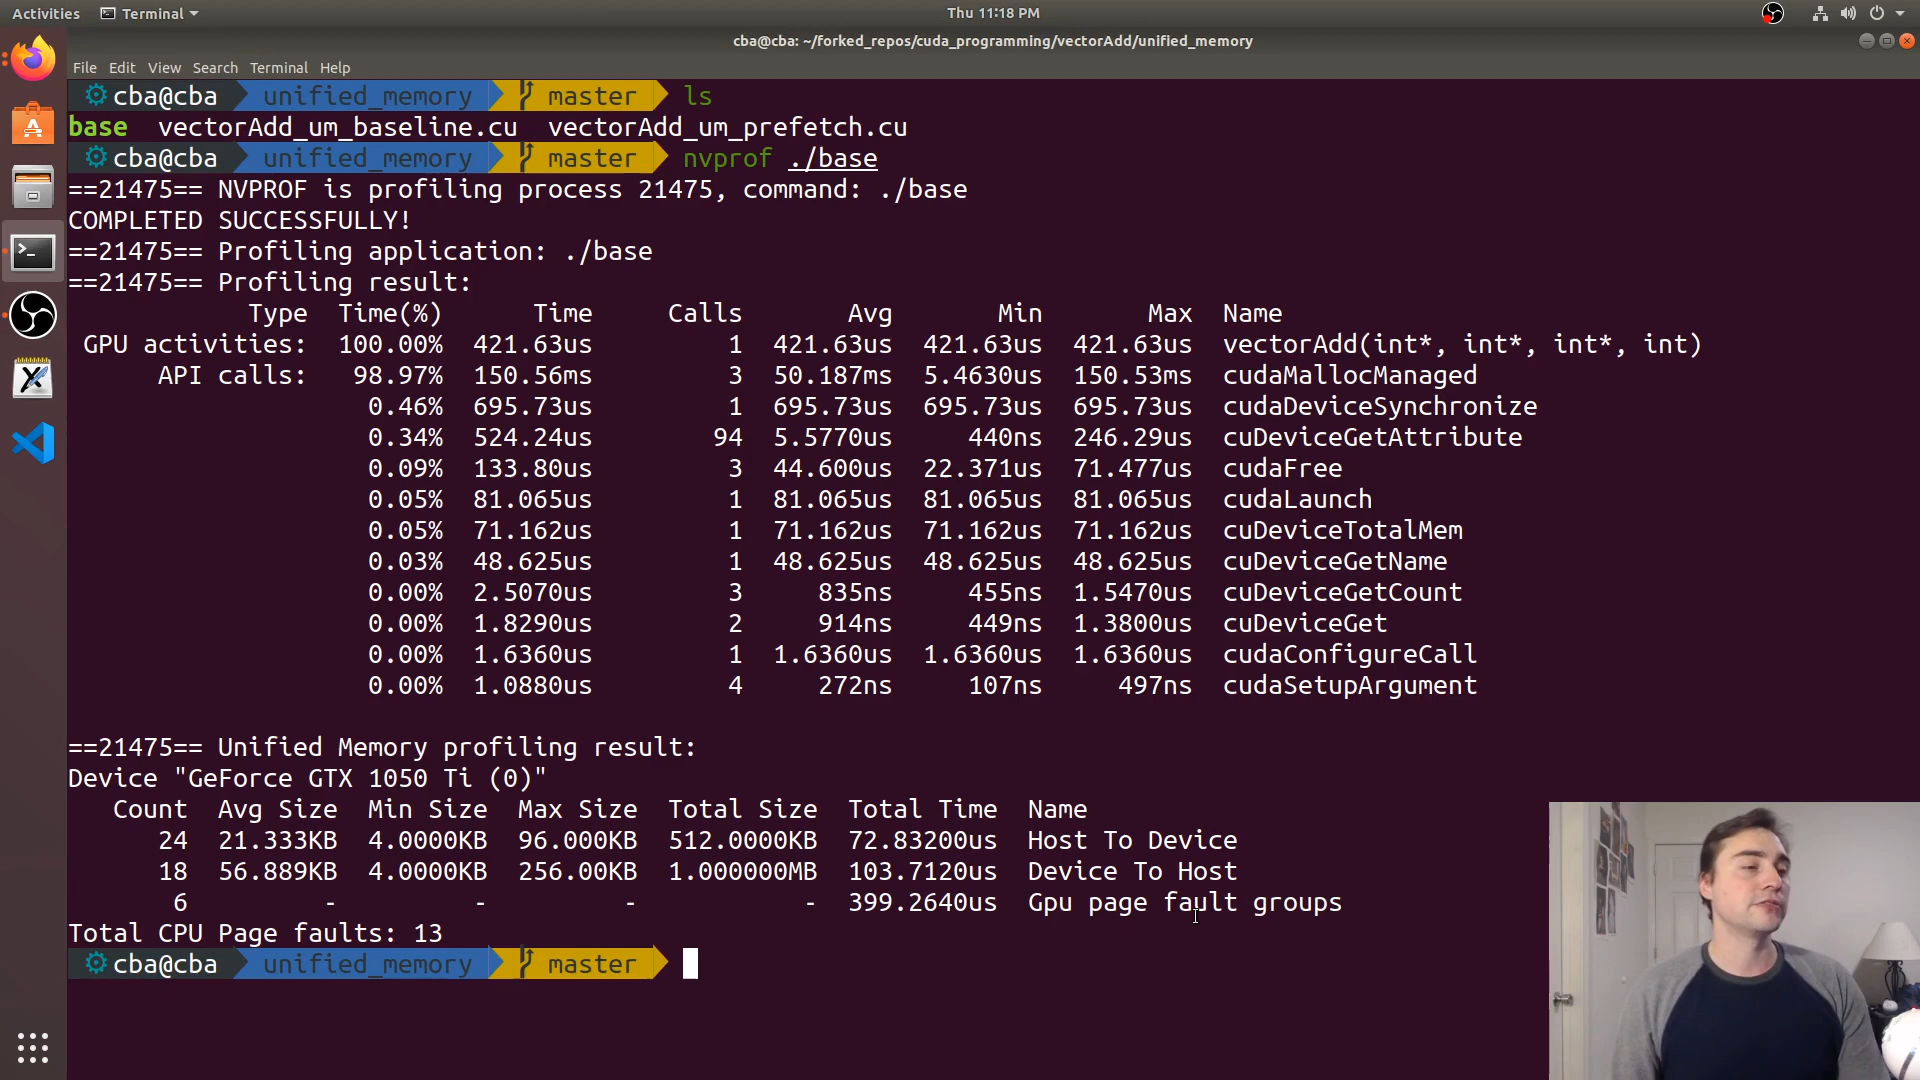 Activities Terminal Thu 11:18 PM
cba@cba: ~/forked_repos/cuda_programming/vectorAdd/unified_memory
File Edit View Search Terminal Help
cba@cba unified_memory master ls
base vectorAdd_um_baseline.cu vectorAdd_um_prefetch.cu
cba@cba unified_memory master nvprof ./base
==21475== NVPROF is profiling process 21475, command: ./base
COMPLETED SUCCESSFULLY!
==21475== Profiling application: ./base
==21475== Profiling result:
Type Time(%) Time Calls Avg Min Max Name
GPU activities: 100.00% 421.63us 1 421.63us 421.63us 421.63us vectorAdd(int*, int*, int*, int)
API calls: 98.97% 150.56ms 3 50.187ms 5.4630us 150.53ms cudaMallocManaged
0.46% 695.73us 1 695.73us 695.73us 695.73us cudaDeviceSynchronize
0.34% 524.24us 94 5.5770us 440ns 246.29us cuDeviceGetAttribute
0.09% 133.80us 3 44.600us 22.371us 71.477us cudaFree
0.05% 81.065us 1 81.065us 81.065us 81.065us cudaLaunch
0.05% 71.162us 1 71.162us 71.162us 71.162us cuDeviceTotalMem
0.03% 48.625us 1 48.625us 48.625us 48.625us cuDeviceGetName
0.00% 2.5070us 3 835ns 455ns 1.5470us cuDeviceGetCount
0.00% 1.8290us 2 914ns 449ns 1.3800us cuDeviceGet
0.00% 1.6360us 1 1.6360us 1.6360us 1.6360us cudaConfigureCall
0.00% 1.0880us 4 272ns 107ns 497ns cudaSetupArgument
==21475== Unified Memory profiling result:
Device "GeForce GTX 1050 Ti (0)"
Count Avg Size Min Size Max Size Total Size Total Time Name
24 21.333KB 4.0000KB 96.000KB 512.0000KB 72.83200us Host To Device
18 56.889KB 4.0000KB 256.00KB 1.000000MB 103.7120us Device To Host
6 - - - - 399.2640us Gpu page fault groups
Total CPU Page faults: 13
cba@cba unified_memory master